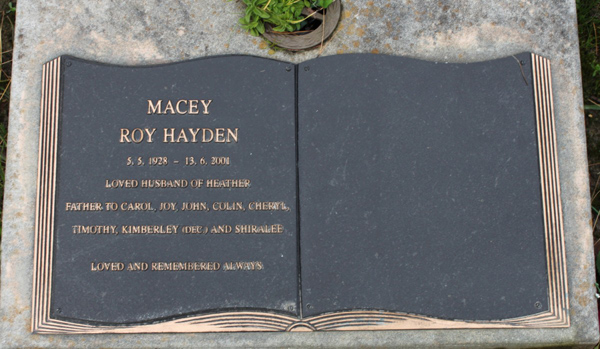 MACEY
ROY HAYDEN
5. 5. 1928 – 13. 6. 2001
LOVED HUSBAND OF HEATHER
FATHER TO CAROL, JOY, JOHN, COLIN, CHERYL,
TIMOTHY, KIMBERLEY (DEC.) AND SHIRALEE
LOVED AND REMEMBERED ALWAYS